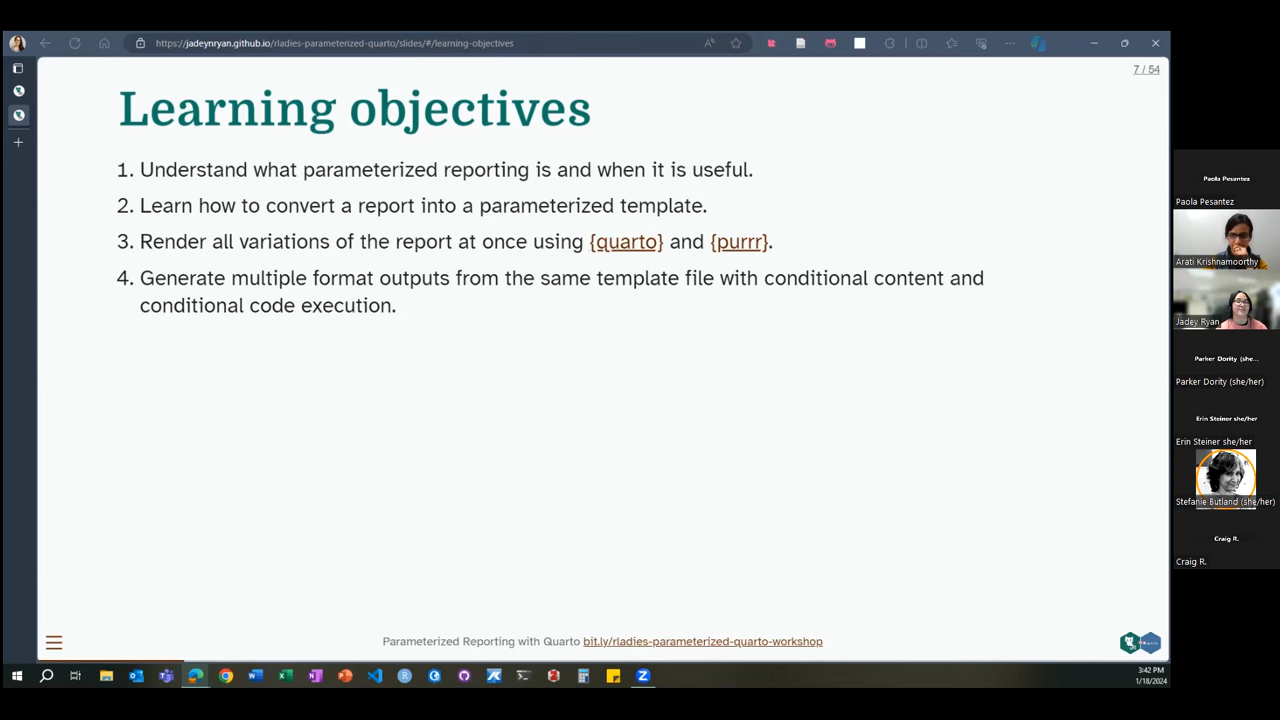 https://jadeynryan.github.io/rladies-parameterized-quarto/slides/#/learning-objectives
7 / 54
Learning objectives
1. Understand what parameterized reporting is and when it is useful.
2. Learn how to convert a report into a parameterized template.
3. Render all variations of the report at once using {quarto} and {purrr}.
4. Generate multiple format outputs from the same template file with conditional content and
conditional code execution.
Parameterized Reporting with Quarto bit.ly/rladies-parameterized-quarto-workshop
3:42 PM
1/18/2024
Paola Pesantez
Paola Pesantez
Arati Krishnamoorthy
Jadey Ryan
Parker Dority (she...
Parker Dority (she/her)
Erin Steiner she/her
Erin Steiner she/her
Stefanie Butland (she/her)
Craig R.
Craig R.